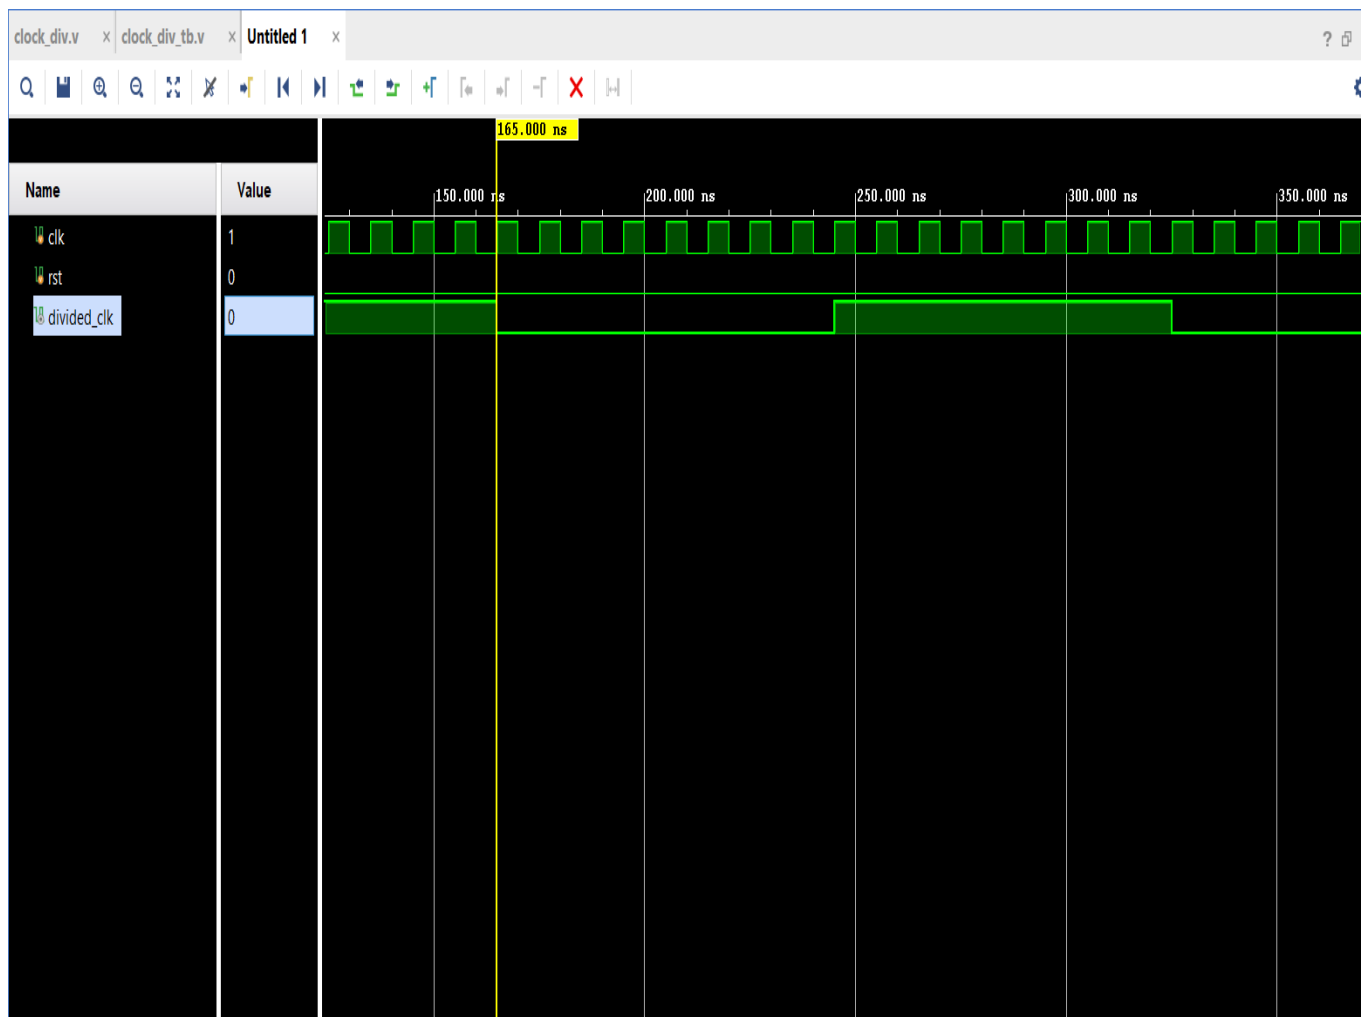 clock_div.v × clock_div_tb.v × Untitled 1 ×
?
165.000 ns
Name Value
150.000 ns 200.000 ns 250.000 ns 300.000 ns 350.000 ns
clk 1
rst 0
divided_clk 0